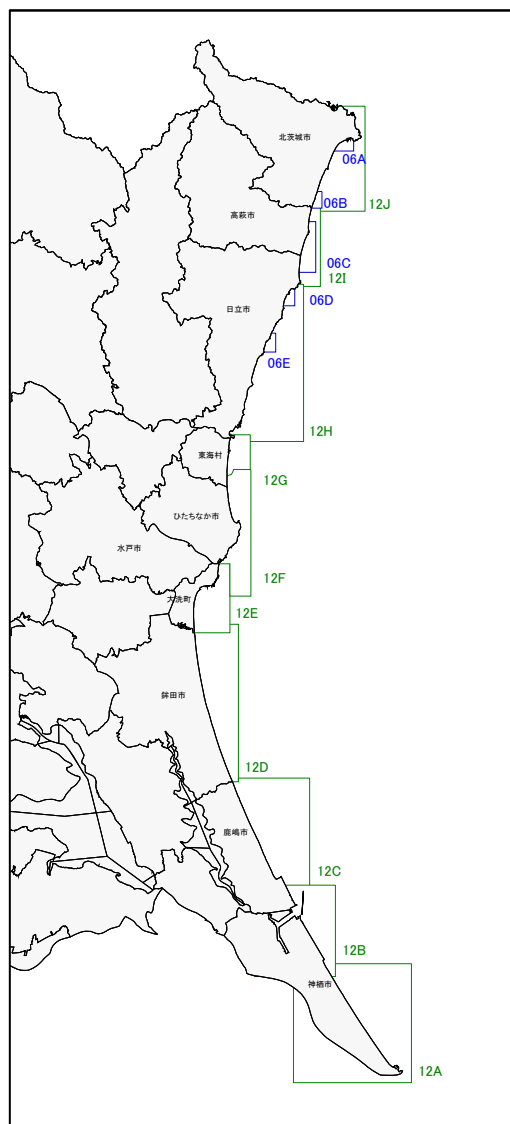 北茨城市
06A
06B
12J
高萩市
06C
12I
06D
日立市
06E
12H
東海村
12G
ひたちなか市
水戸市
12F
大洗町
12E
鉾田市
12D
鹿嶋市
12C
12B
神栖市
12A